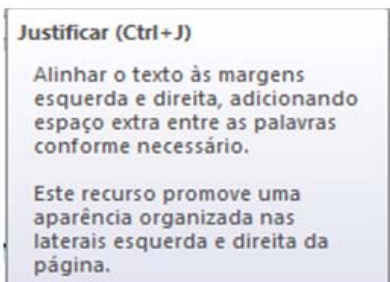 Justificar (Ctrl+J)
Alinhar o texto às margens
esquerda e direita, adicionando
espaço extra entre as palavras
conforme necessário.
Este recurso promove uma
aparência organizada nas
laterais esquerda e direita da
página.